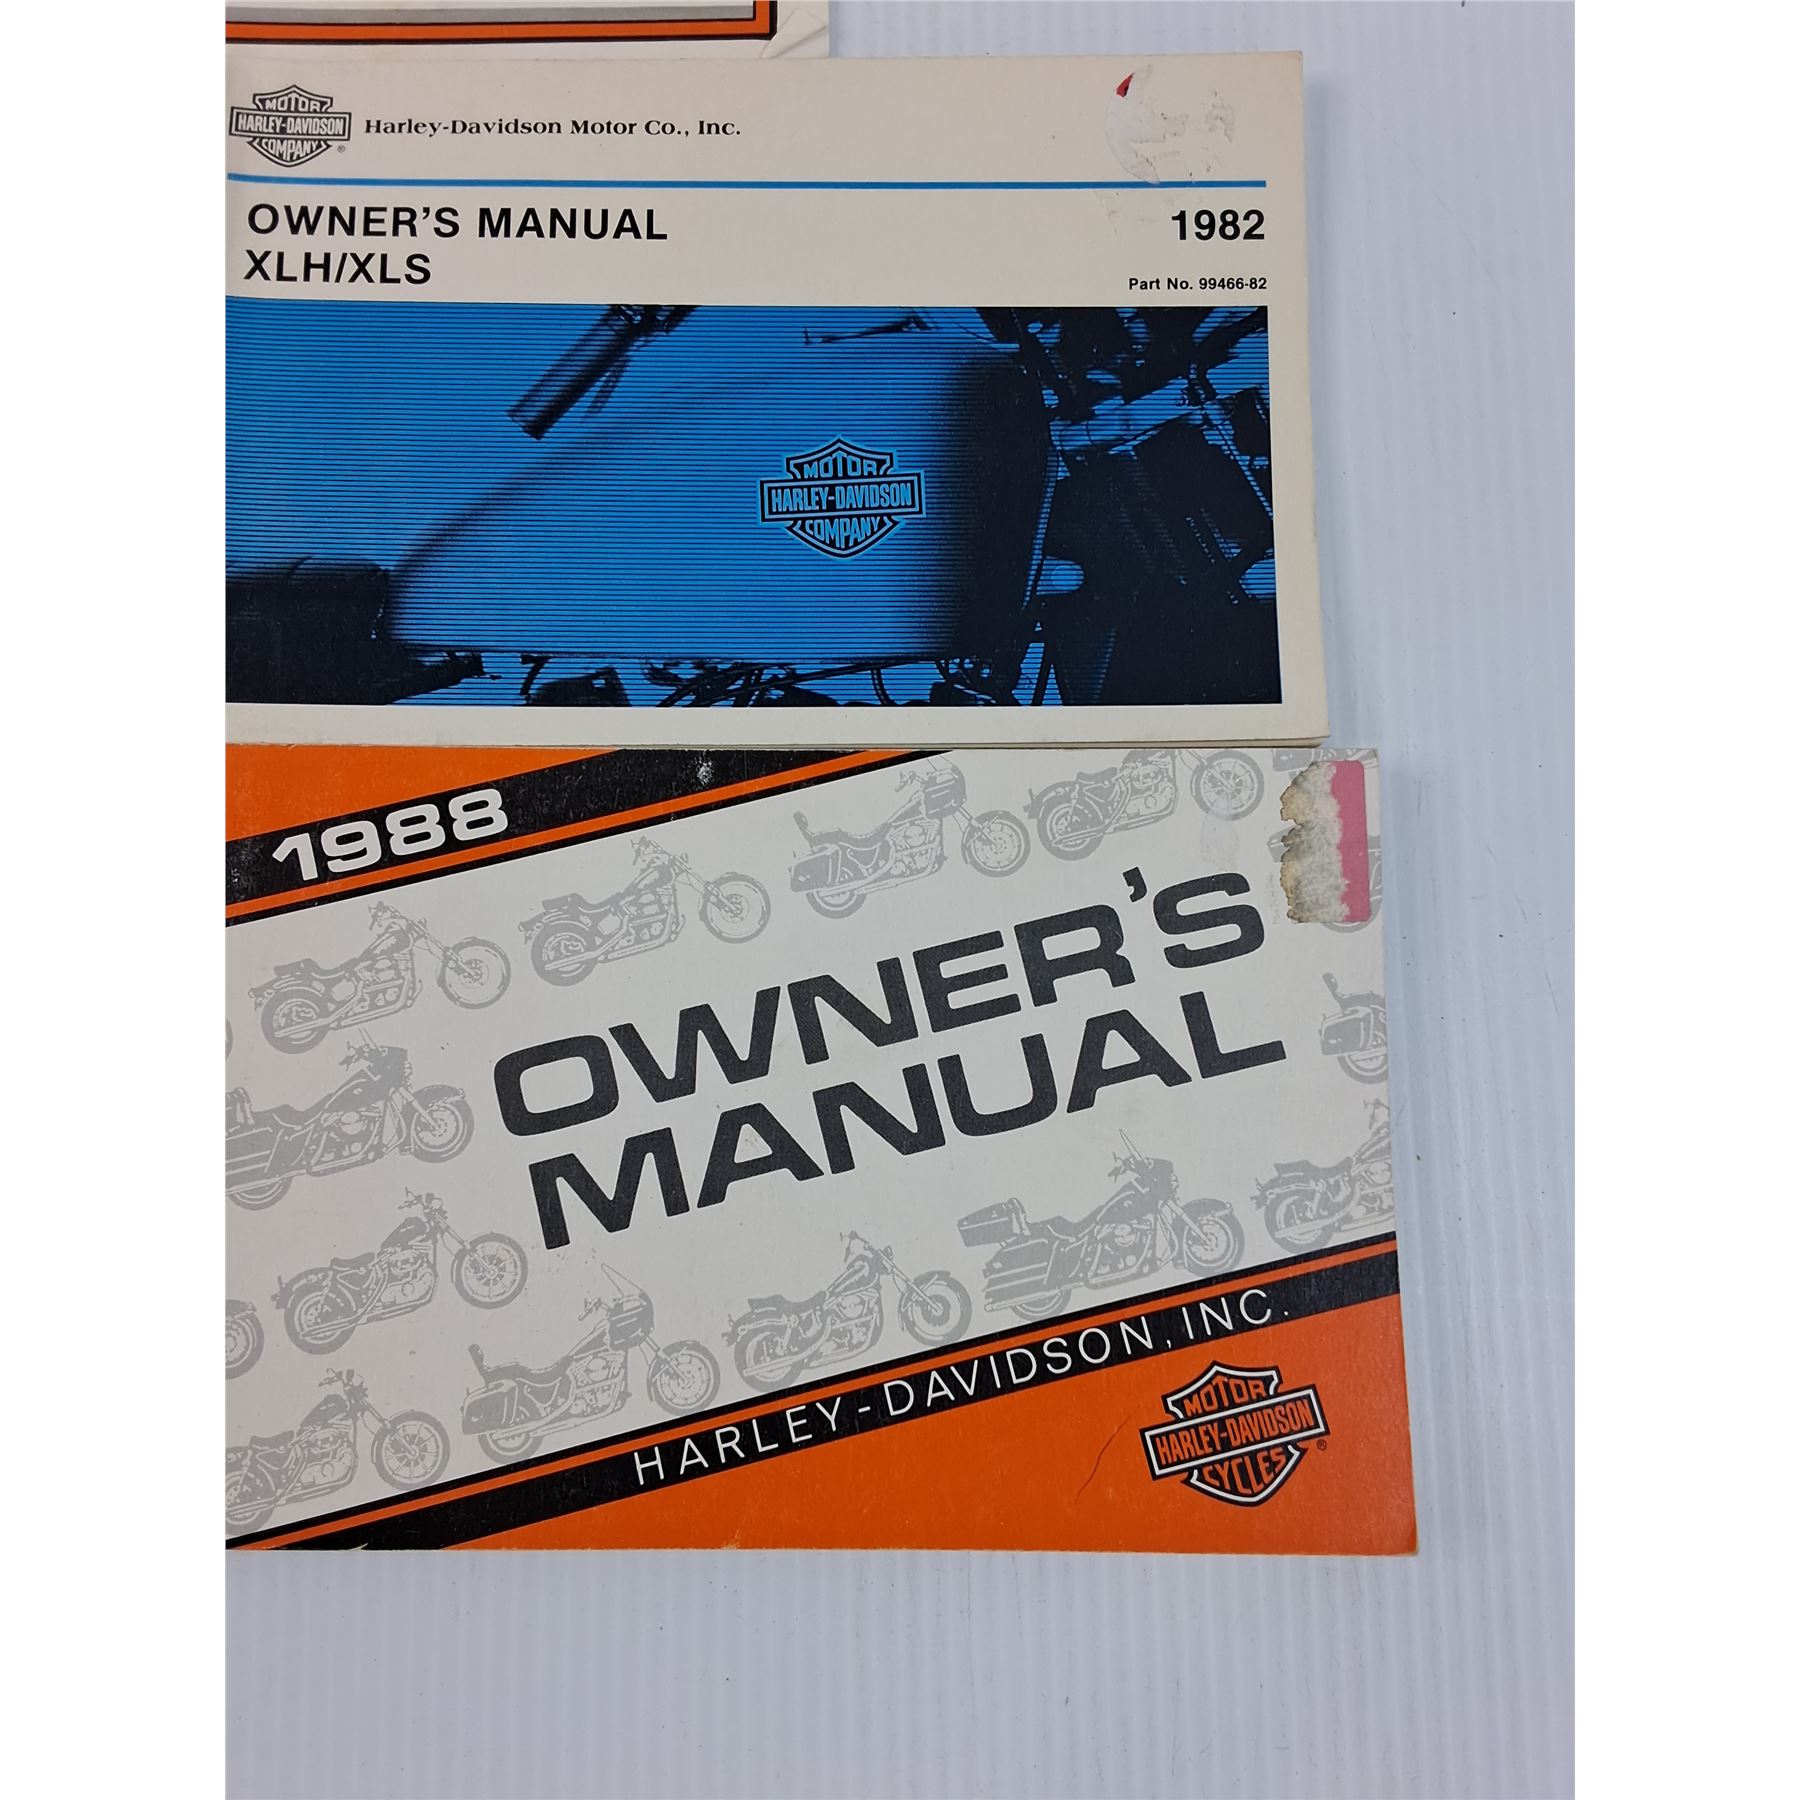 MOTOR
HARLEY-DAVIDSON
COMPANY
®
Harley-Davidson Motor Co., Inc.
OWNER'S MANUAL
1982
XLH/XLS
Part No. 99466-82
MOTOR
HARLEY-DAVIDSON
COMPANY
1988
OWNER'S
MANUAL
HARLEY-DAVIDSON, INC.
MOTOR
HARLEY-DAVIDSON
CYCLES
®